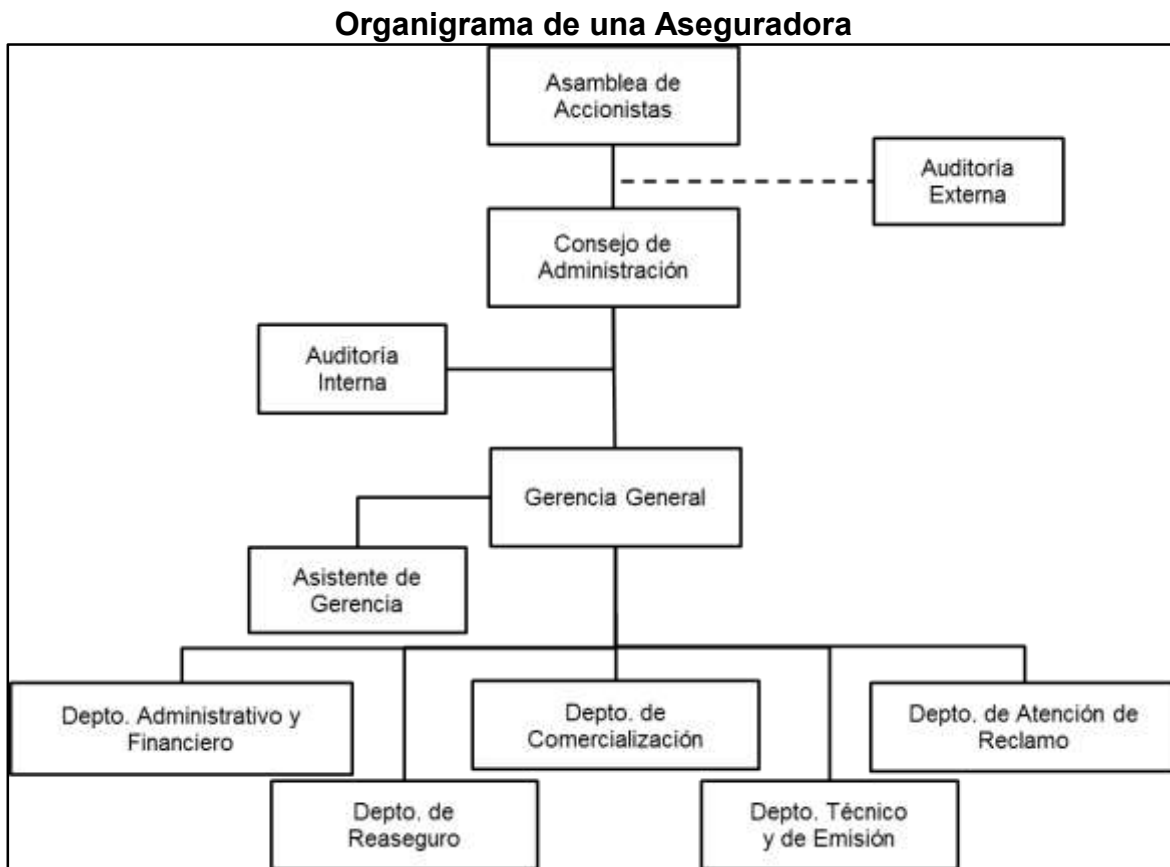 Organigrama de una Aseguradora
Asamblea de
Accionistas
Auditoría
Externa
Consejo de
Administración
Auditoría
Interna
Gerencia General
Asistente de
Gerencia
Depto. Administrativo y
Financiero
Depto. de
Comercialización
Depto. de Atención de
Reclamo
Depto. de
Reaseguro
Depto. Técnico
y de Emisión